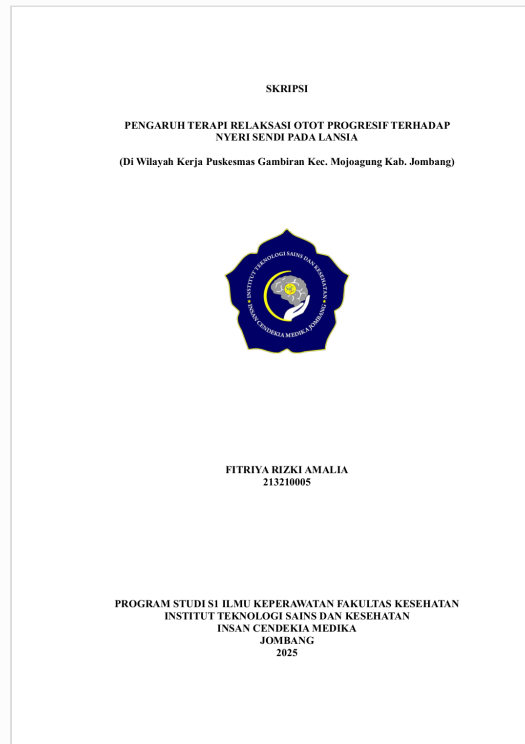 SKRIPSI
PENGARUH TERAPI RELAKSASI OTOT PROGRESIF TERHADAP
NYERI SENDI PADA LANSIA
(Di Wilayah Kerja Puskesmas Gambiran Kec. Mojoagung Kab. Jombang)
INSTITUT TEKNOLOGI SAINS DAN KESEHATAN
INSAN CENDEKIA MEDIKA JOMBANG
FITRIYA RIZKI AMALIA
213210005
PROGRAM STUDI S1 ILMU KEPERAWATAN FAKULTAS KESEHATAN
INSTITUT TEKNOLOGI SAINS DAN KESEHATAN
INSAN CENDEKIA MEDIKA
JOMBANG
2025